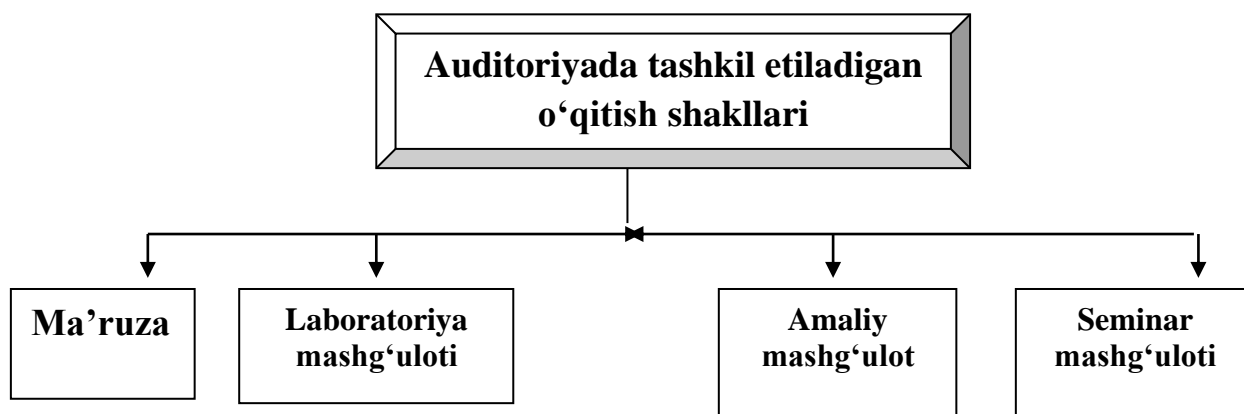 Auditoriyada tashkil etiladigan
o‘qitish shakllari
Ma’ruza
Laboratoriya
mashg‘uloti
Amaliy
mashg‘ulot
Seminar
mashg‘uloti